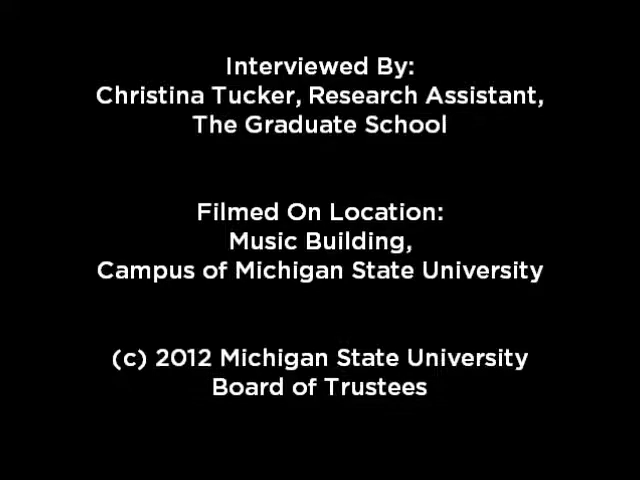 Interviewed By:
Christina Tucker, Research Assistant,
The Graduate School
Filmed On Location:
Music Building,
Campus of Michigan State University
(c) 2012 Michigan State University
Board of Trustees